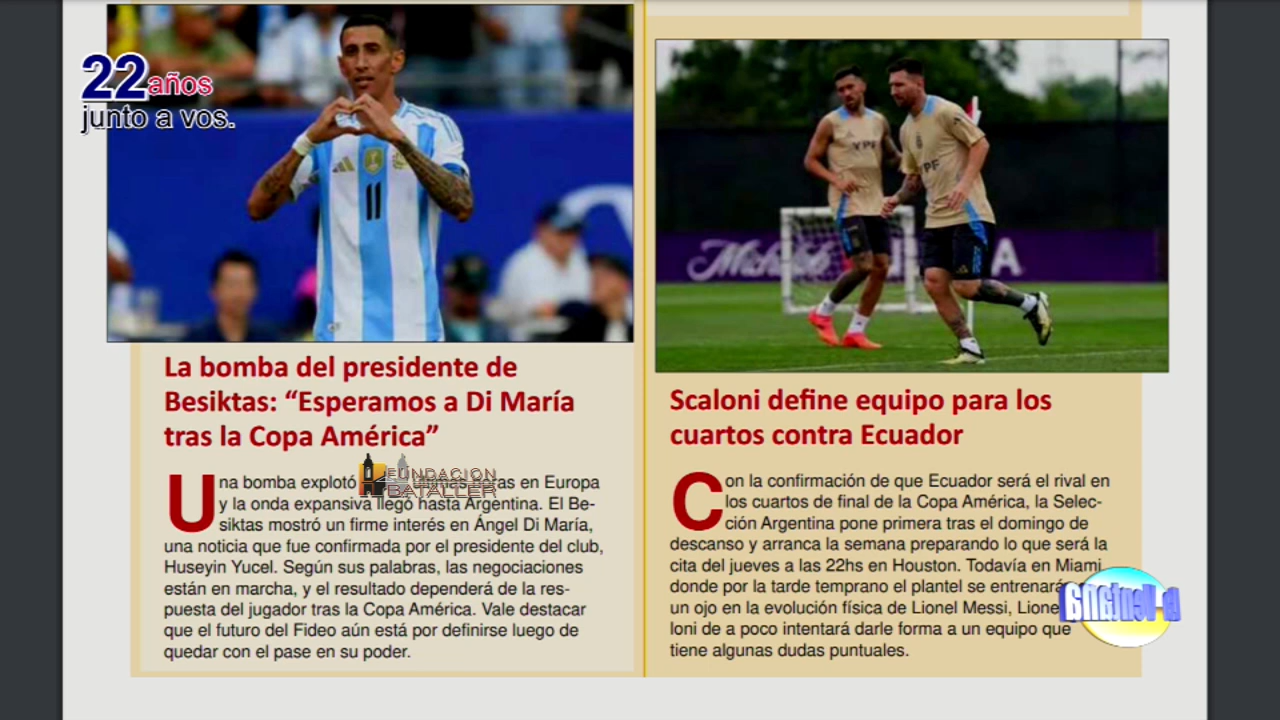 22años
junto a vos.
11
YPF
PF
La bomba del presidente de
Besiktas: “Esperamos a Di María
tras la Copa América”
Una bomba explotó en Europa
y la onda expansiva llegó hasta Argentina. El Be-
siktas mostró un firme interés en Ángel Di María,
una noticia que fue confirmada por el presidente del club,
Huseyin Yucel. Según sus palabras, las negociaciones
están en marcha, y el resultado dependerá de la res-
puesta del jugador tras la Copa América. Vale destacar
que el futuro del Fideo aún está por definirse luego de
quedar con el pase en su poder.
FUNDACION
BATALLER
Scaloni define equipo para los
cuartos contra Ecuador
Con la confirmación de que Ecuador será el rival en
los cuartos de final de la Copa América, la Selec-
ción Argentina pone primera tras el domingo de
descanso y arranca la semana preparando lo que será la
cita del jueves a las 22hs en Houston. Todavía en Miami,
donde por la tarde temprano el plantel se entrenará
un ojo en la evolución física de Lionel Messi, Lione
loni de a poco intentará darle forma a un equipo que
tiene algunas dudas puntuales.